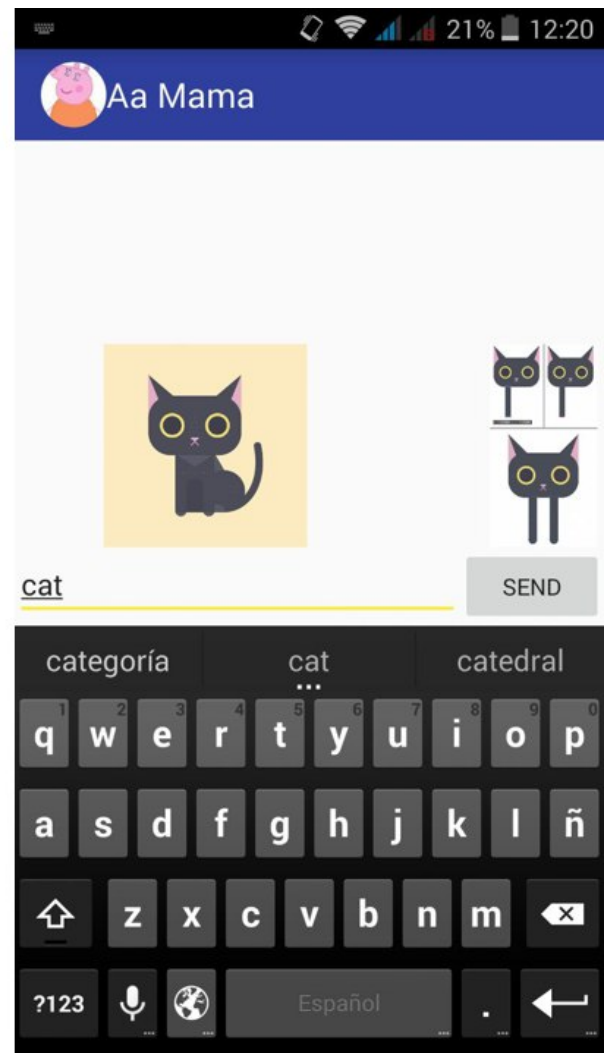 21% 12:20
Aa Mama
cat SEND
categoría cat catedral
1 2 3 4 5 6 7 8 9 0
q w e r t y u i o p
a s d f g h j k l ñ
z x c v b n m
?123 Español .